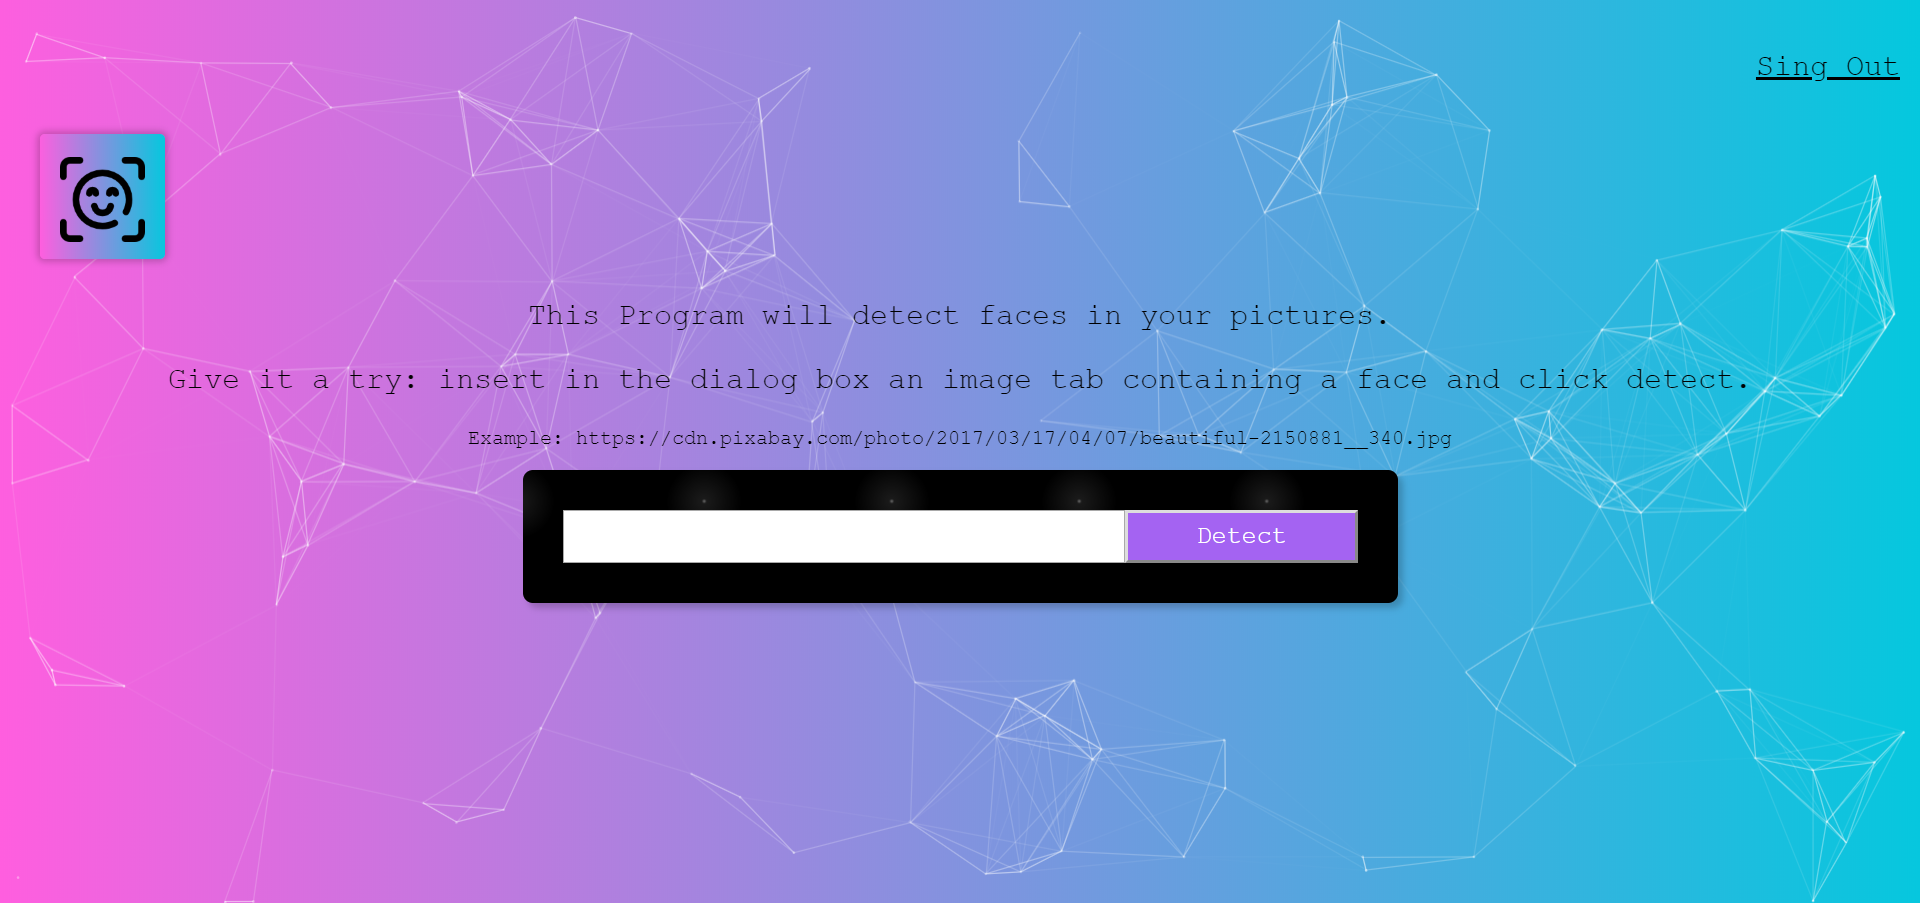 Sing Out
This Program will detect faces in your pictures.
Give it a try: insert in the dialog box an image tab containing a face and click detect.
Example: https://cdn.pixabay.com/photo/2017/03/17/04/07/beautiful-2150881__340.jpg
Detect